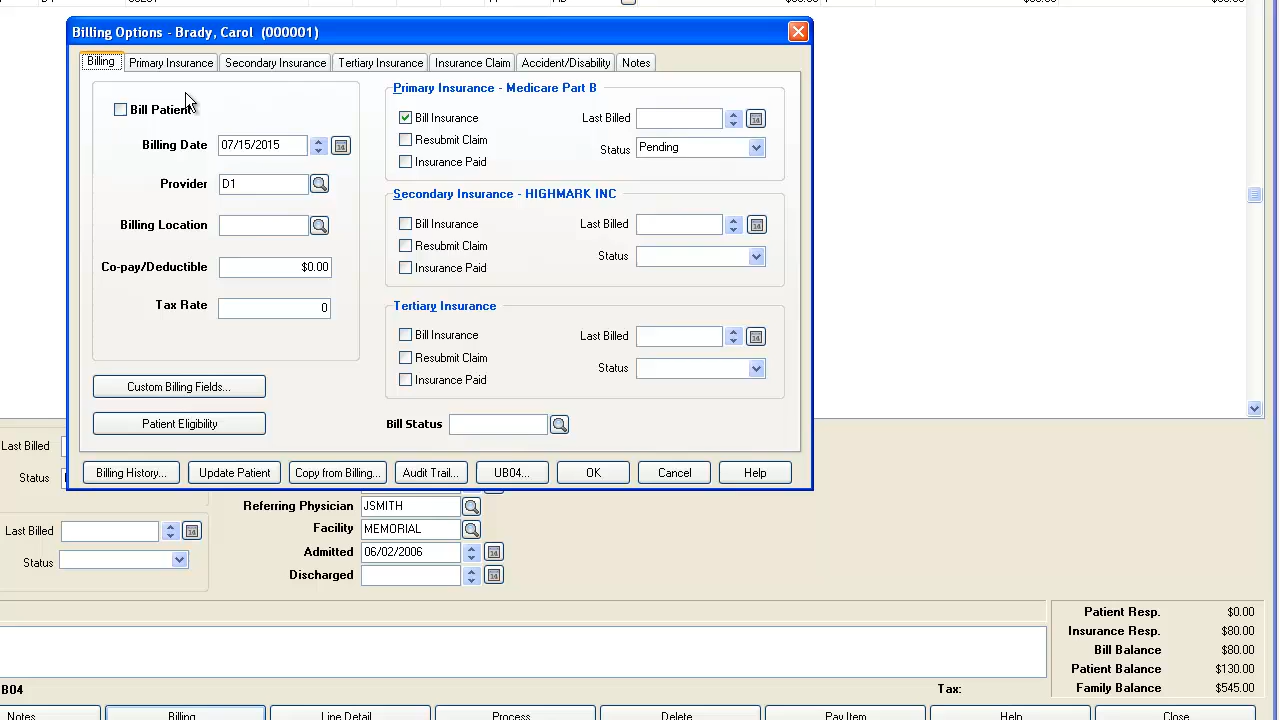 $0.00
Billing Options - Brady, Carol (000001)
Billing
Primary Insurance
Secondary Insurance
Tertiary Insurance
Insurance Claim
Accident/Disability
Notes
Bill Patient
Billing Date 07/15/2015
Provider D1
Billing Location
Co-pay/Deductible $0.00
Tax Rate 0
Custom Billing Fields...
Patient Eligibility
Primary Insurance - Medicare Part B
Bill Insurance
Last Billed
Resubmit Claim
Status Pending
Insurance Paid
Secondary Insurance - HIGHMARK INC
Bill Insurance
Last Billed
Resubmit Claim
Status
Insurance Paid
Tertiary Insurance
Bill Insurance
Last Billed
Resubmit Claim
Status
Insurance Paid
Bill Status
Billing History...
Update Patient
Copy from Billing...
Audit Trail...
UB04...
OK
Cancel
Help
Last Billed
Status
Last Billed
Status
Referring Physician JSMITH
Facility MEMORIAL
Admitted 06/02/2006
Discharged
Patient Resp. $0.00
Insurance Resp. $80.00
Bill Balance $80.00
Patient Balance $130.00
Family Balance $545.00
B04
Tax:
Notes
Billing
Line Detail
Process
Delete
Pay Item
Help
Close